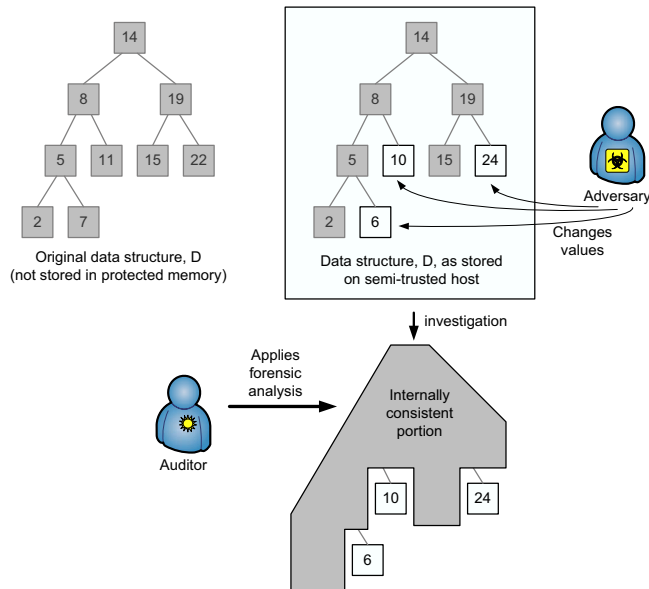 14
8
19
5
11
15
22
2
7
Original data structure, D
(not stored in protected memory)
14
8
19
5
10
15
24
2
6
Data structure, D, as stored
on semi-trusted host
Adversary
Changes
values
investigation
Applies
forensic
analysis
Auditor
Internally
consistent
portion
10
24
6